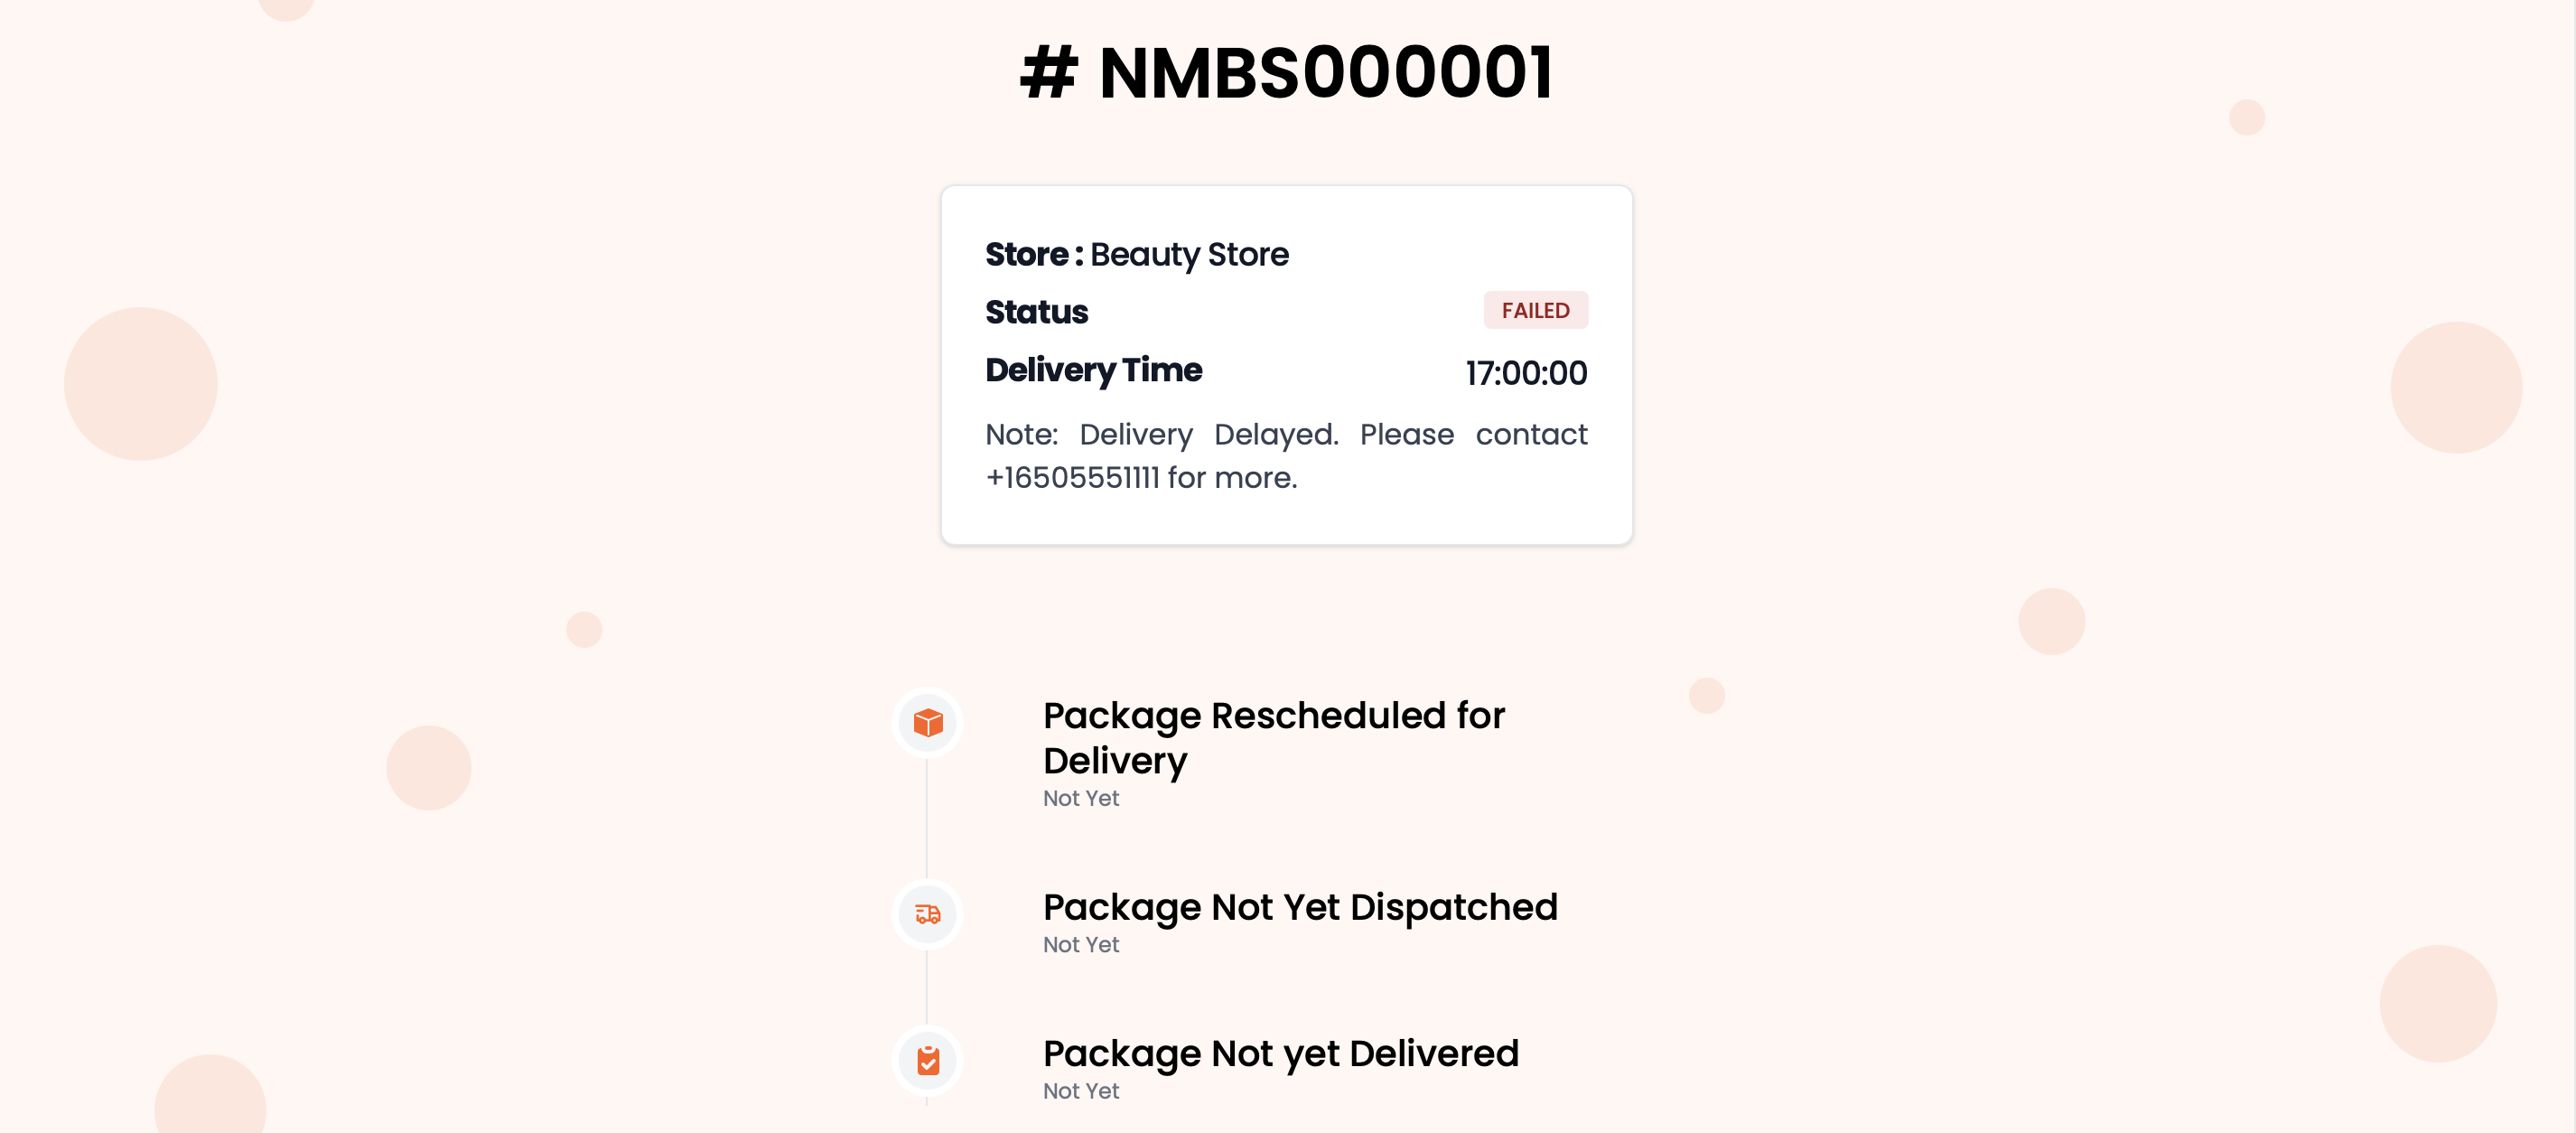 # NMBS000001
Store : Beauty Store
Status FAILED
Delivery Time 17:00:00
Note: Delivery Delayed. Please contact
+16505551111 for more.
Package Rescheduled for
Delivery
Not Yet
Package Not Yet Dispatched
Not Yet
Package Not yet Delivered
Not Yet